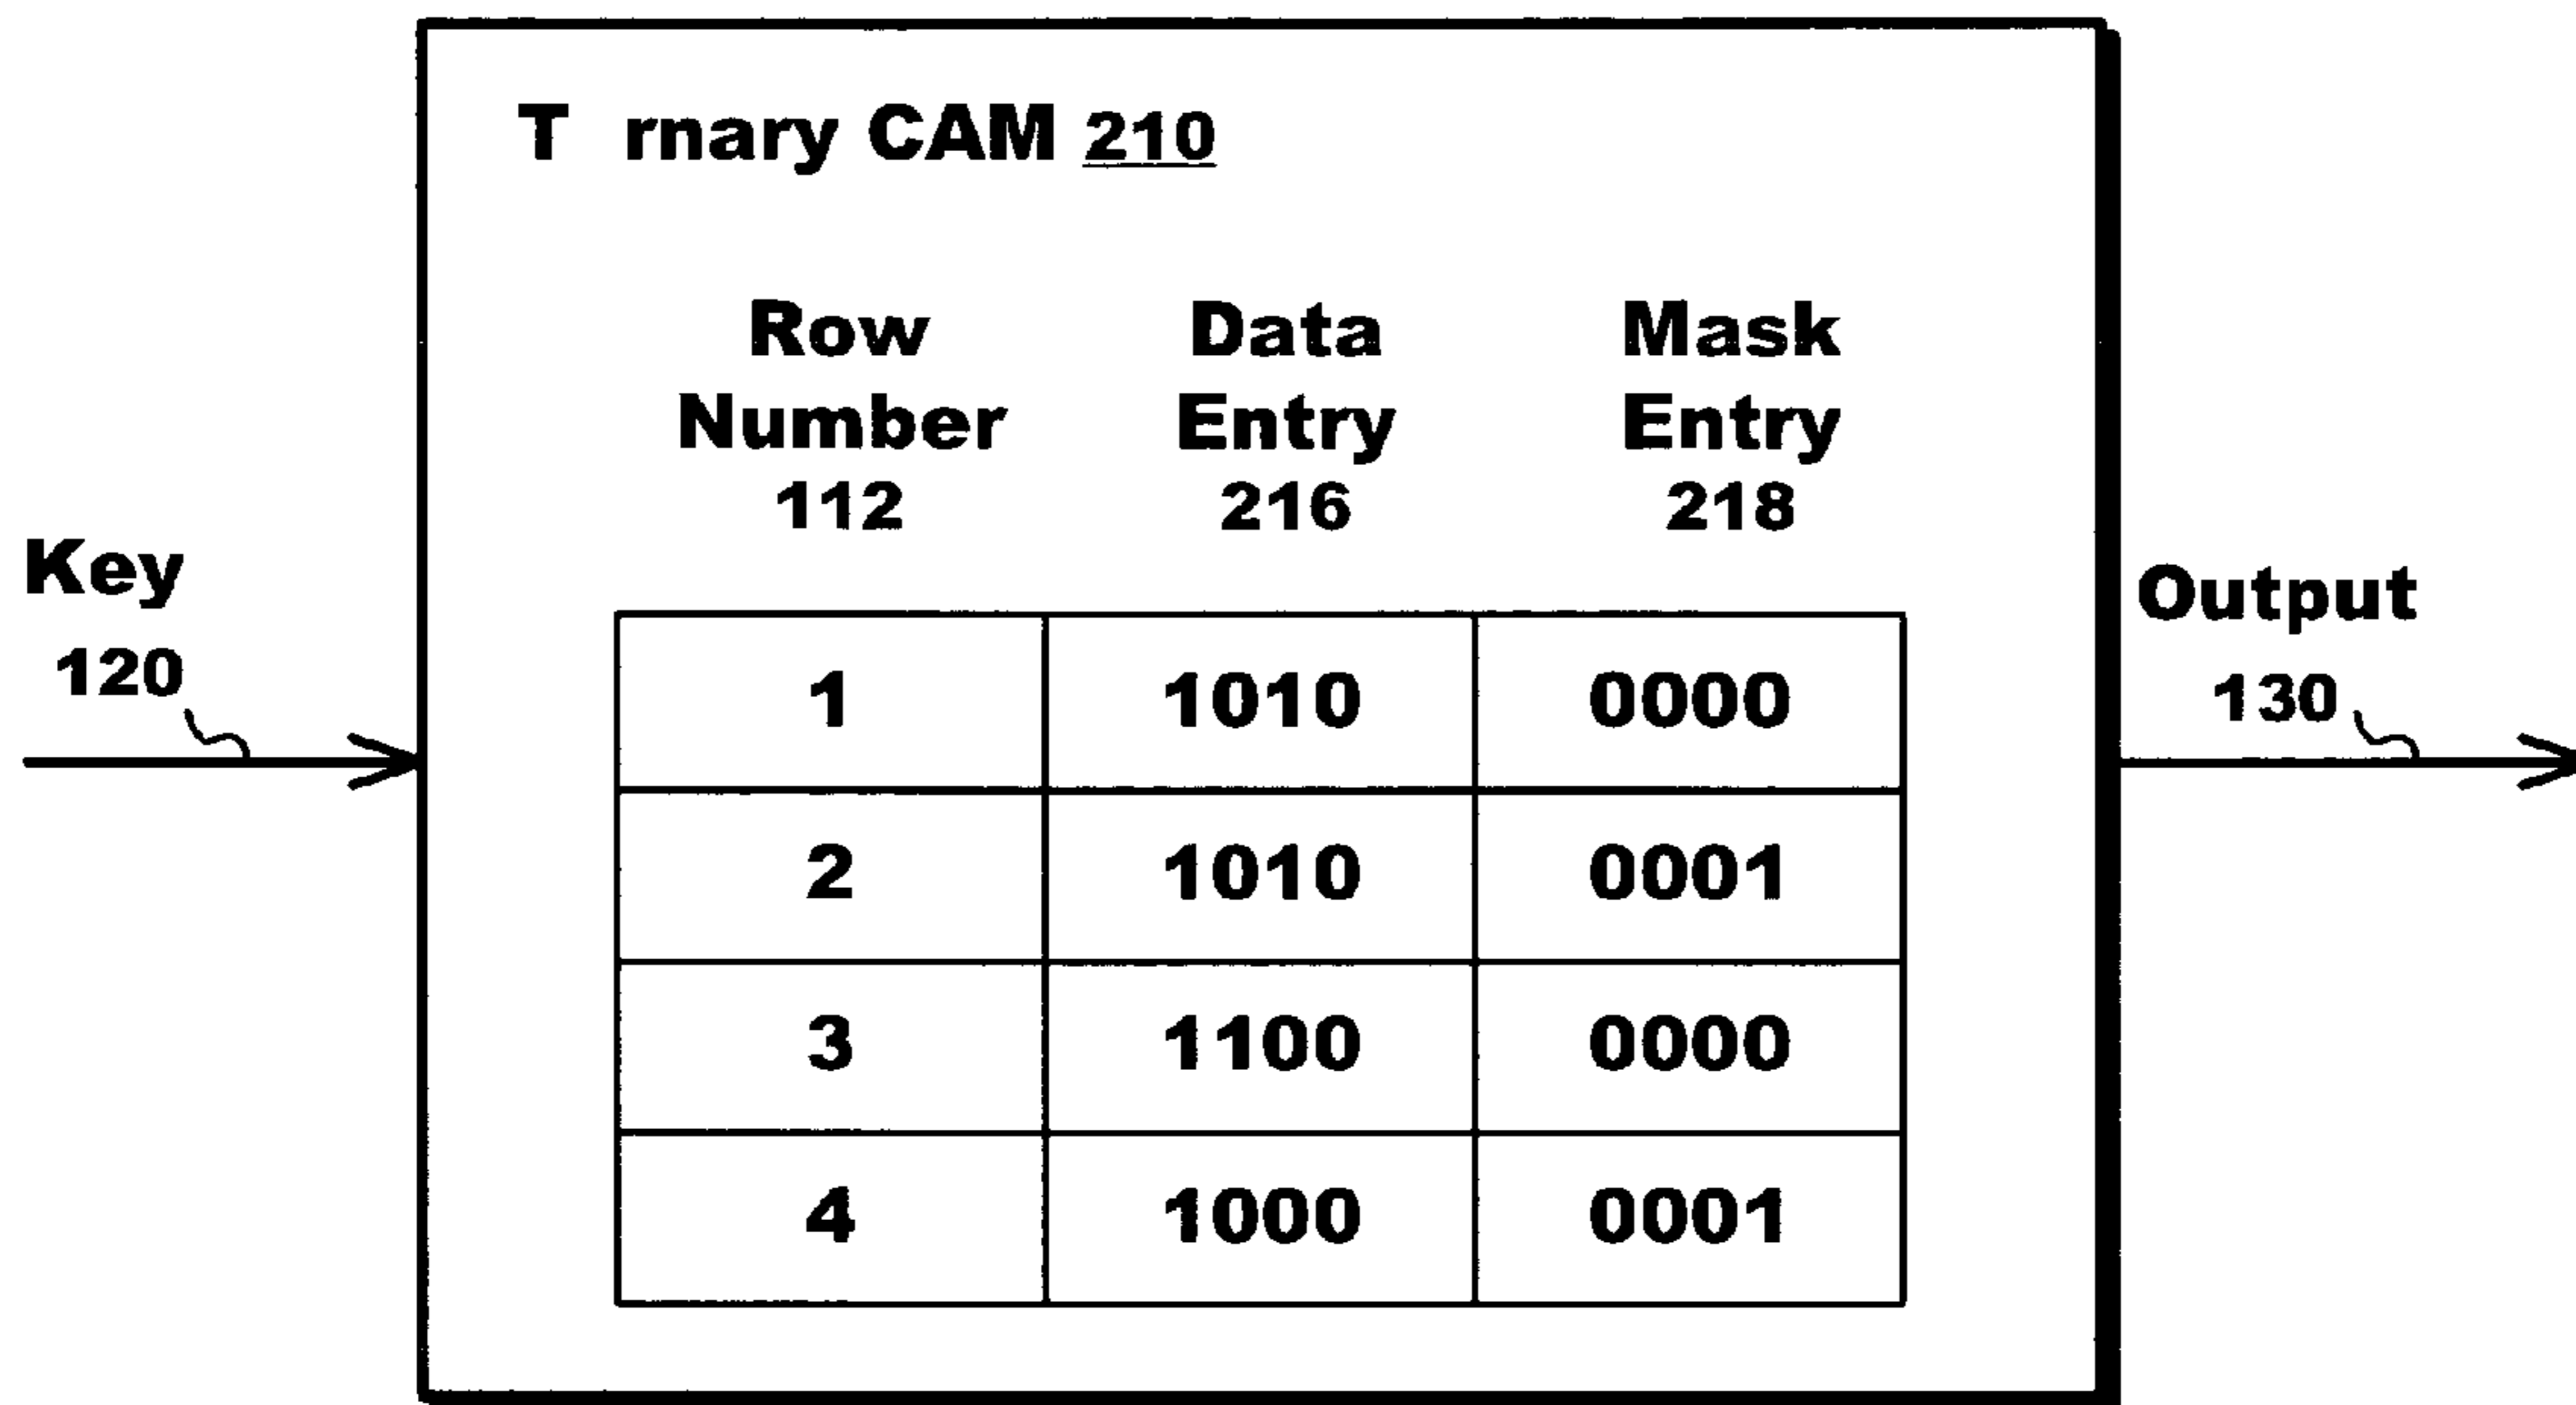 T rnary CAM 210
Row Number 112
Data Entry 216
Mask Entry 218
Key 120
Output 130
1 1010 0000
2 1010 0001
3 1100 0000
4 1000 0001